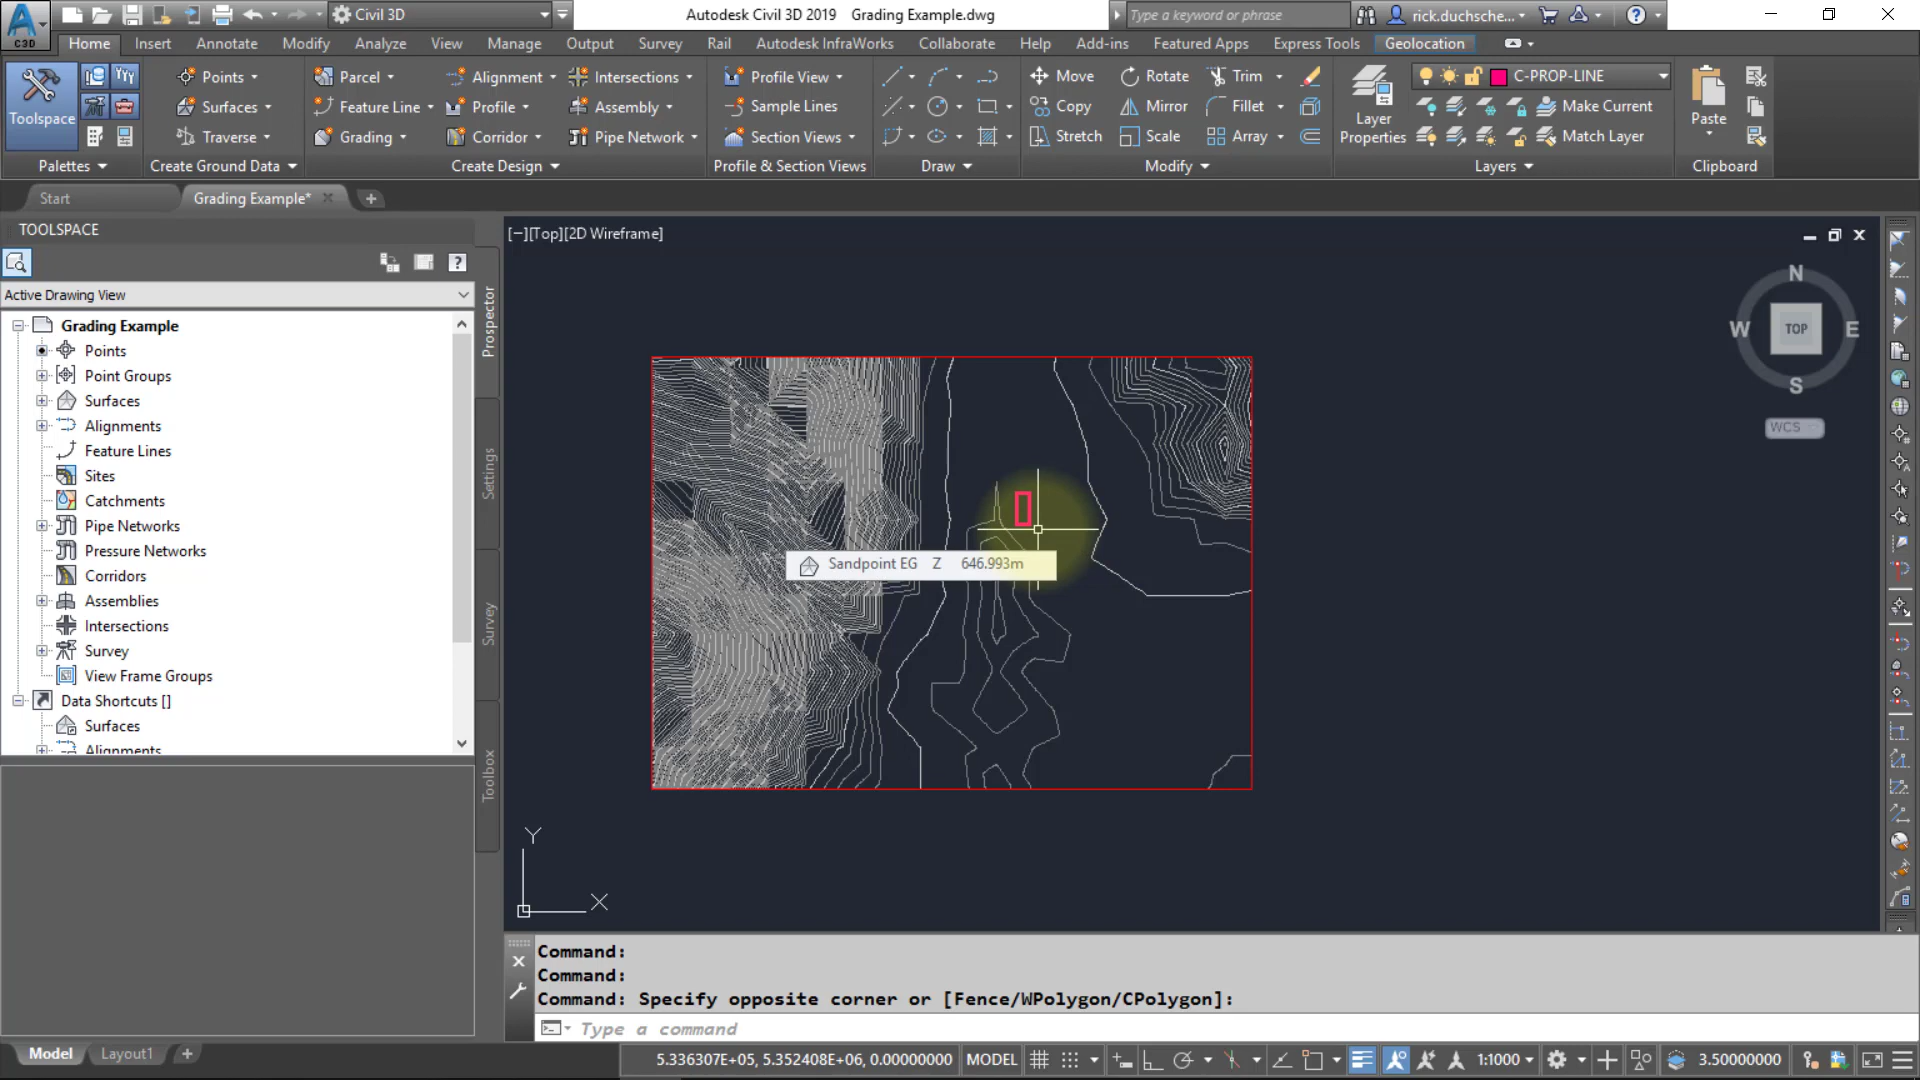 C3D
Civil 3D
Autodesk Civil 3D 2019 Grading Example.dwg
Type a keyword or phrase
rick.duchsche...
Home Insert Annotate Modify Analyze View Manage Output Survey Rail Autodesk InfraWorks Collaborate Help Add-ins Featured Apps Express Tools Geolocation
Toolspace
Points
Surfaces
Traverse
Parcel
Feature Line
Grading
Alignment
Profile
Corridor
Intersections
Assembly
Pipe Network
Profile View
Sample Lines
Section Views
Move
Copy
Stretch
Rotate
Mirror
Scale
Trim
Fillet
Array
Layer
Properties
C-PROP-LINE
Make Current
Match Layer
Paste
Palettes
Create Ground Data
Create Design
Profile & Section Views
Draw
Modify
Layers
Clipboard
Start
Grading Example*
TOOLSPACE
Active Drawing View
Grading Example
Points
Point Groups
Surfaces
Alignments
Feature Lines
Sites
Catchments
Pipe Networks
Pressure Networks
Corridors
Assemblies
Intersections
Survey
View Frame Groups
Data Shortcuts []
Surfaces
Alignments
Prospector
Settings
Survey
Toolbox
[−][Top][2D Wireframe]
N
W
TOP
E
S
WCS
Sandpoint EG Z 646.993m
Y
X
Command:
Command:
Command: Specify opposite corner or [Fence/WPolygon/CPolygon]:
Type a command
Model
Layout1
5.336307E+05, 5.352408E+06, 0.00000000
MODEL
1:1000
3.50000000